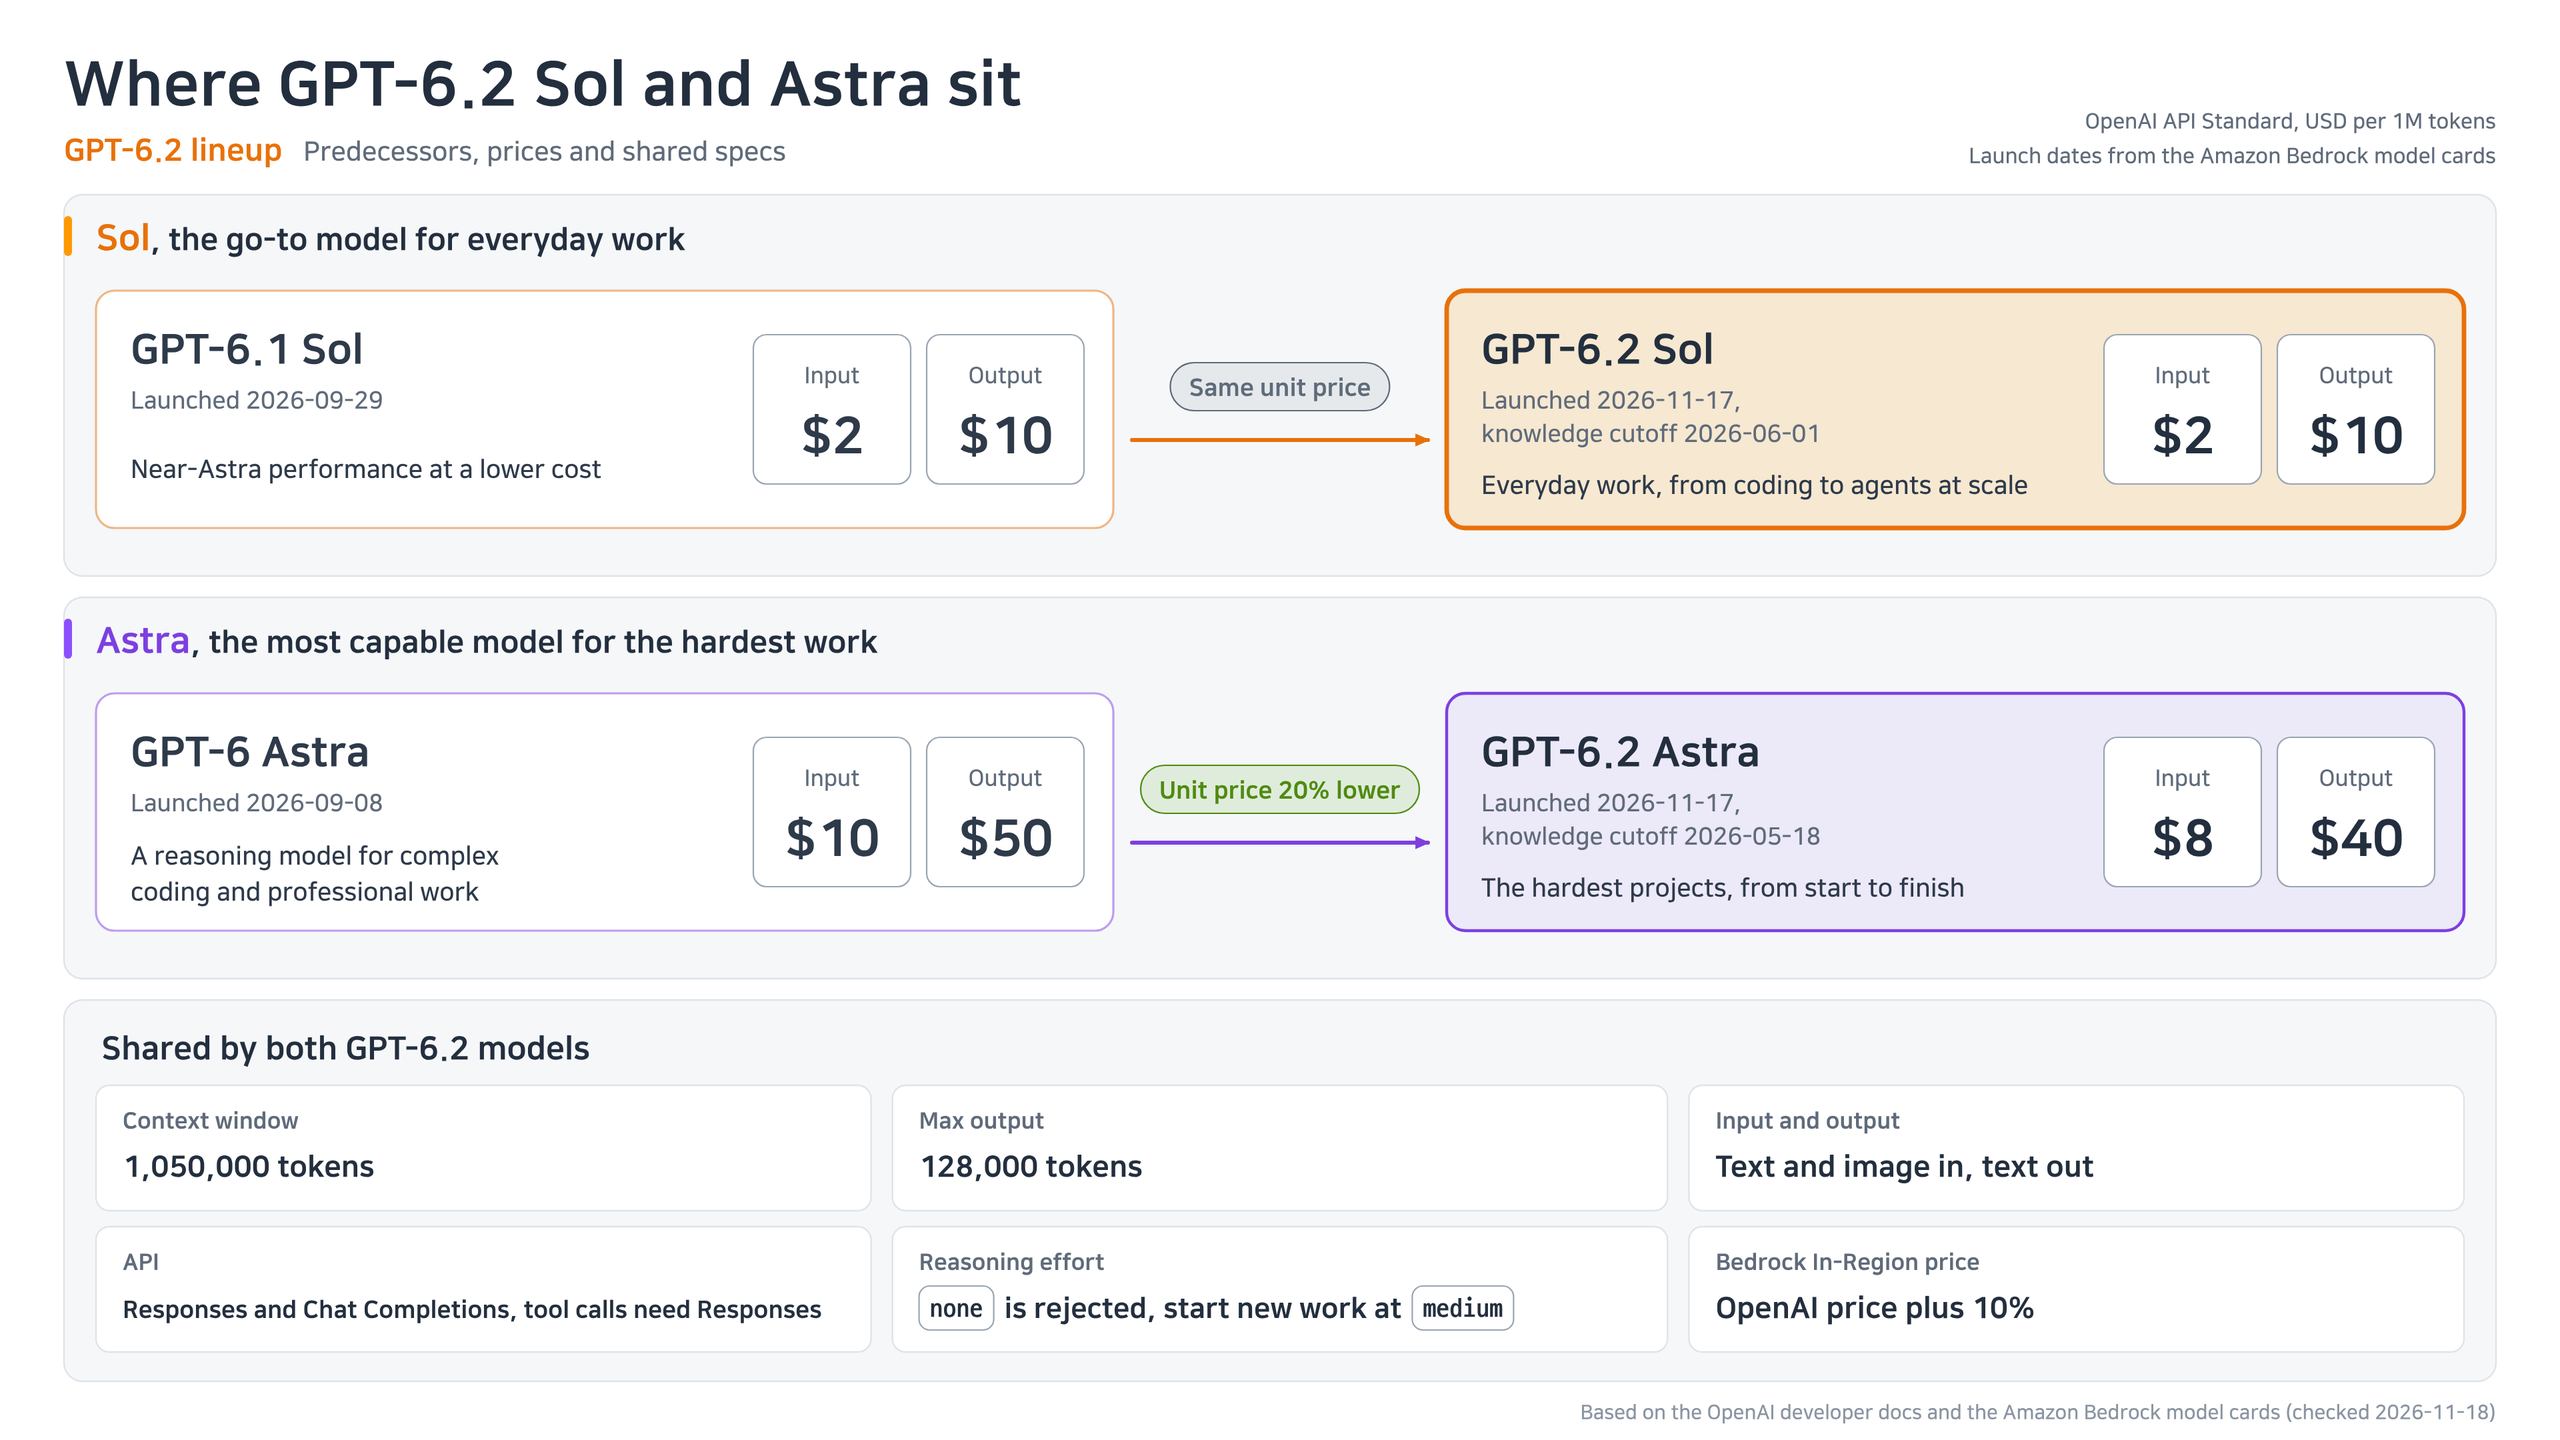 Where GPT-6.2 Sol and Astra sit
GPT-6.2 lineup Predecessors, prices and shared specs
OpenAI API Standard, USD per 1M tokens
Launch dates from the Amazon Bedrock model cards
Sol, the go-to model for everyday work
GPT-6.1 Sol
Launched 2026-09-29
Near-Astra performance at a lower cost
Input
$2
Output
$10
Same unit price
GPT-6.2 Sol
Launched 2026-11-17,
knowledge cutoff 2026-06-01
Everyday work, from coding to agents at scale
Input
$2
Output
$10
Astra, the most capable model for the hardest work
GPT-6 Astra
Launched 2026-09-08
A reasoning model for complex
coding and professional work
Input
$10
Output
$50
Unit price 20% lower
GPT-6.2 Astra
Launched 2026-11-17,
knowledge cutoff 2026-05-18
The hardest projects, from start to finish
Input
$8
Output
$40
Shared by both GPT-6.2 models
Context window
1,050,000 tokens
Max output
128,000 tokens
Input and output
Text and image in, text out
API
Responses and Chat Completions, tool calls need Responses
Reasoning effort
none is rejected, start new work at medium
Bedrock In-Region price
OpenAI price plus 10%
Based on the OpenAI developer docs and the Amazon Bedrock model cards (checked 2026-11-18)